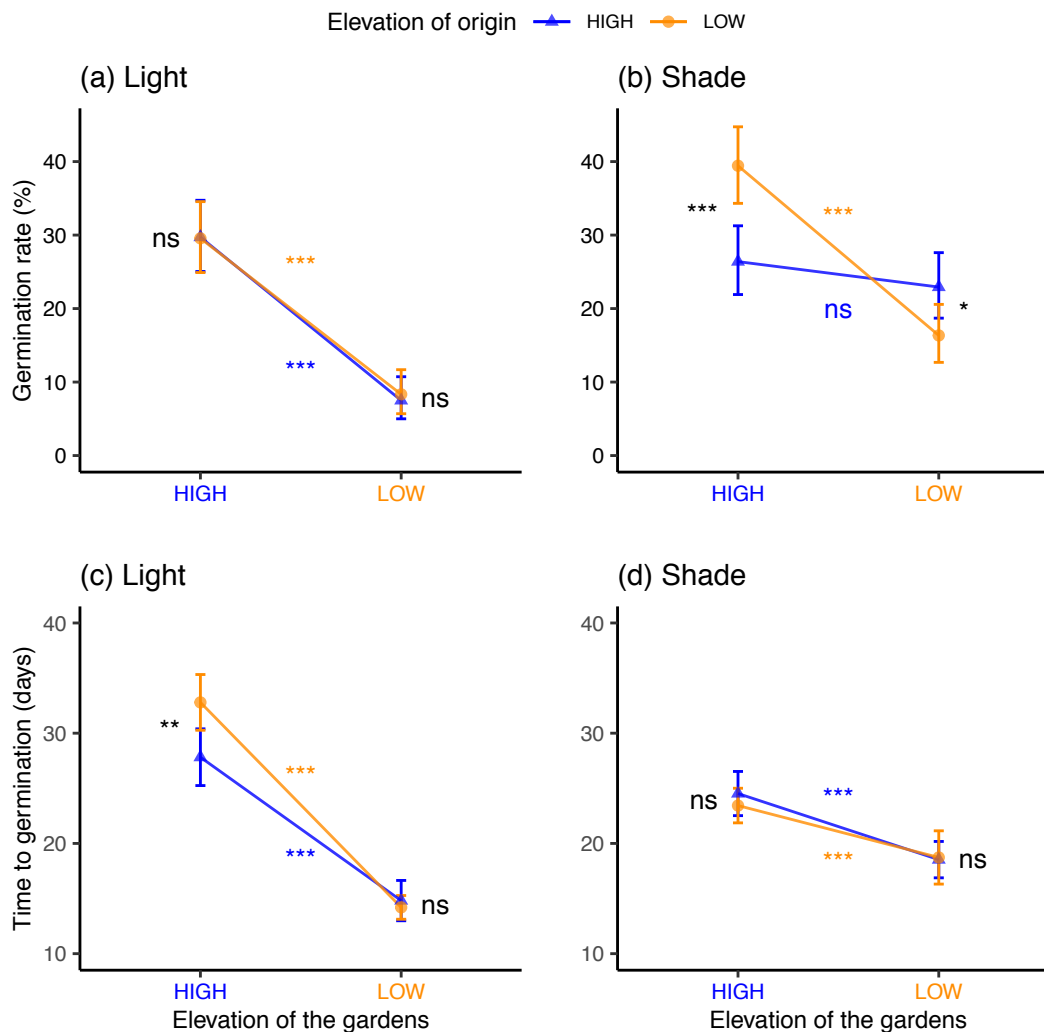 Elevation of origin HIGH LOW
(a) Light
(b) Shade
Germination rate (%)
40
30
20
10
0
ns
***
***
ns
HIGH LOW
40
30
20
10
0
***
***
ns
*
HIGH LOW
(c) Light
(d) Shade
Time to germination (days)
40
30
20
10
**
***
***
ns
HIGH LOW
Elevation of the gardens
40
30
20
10
ns
***
***
ns
HIGH LOW
Elevation of the gardens